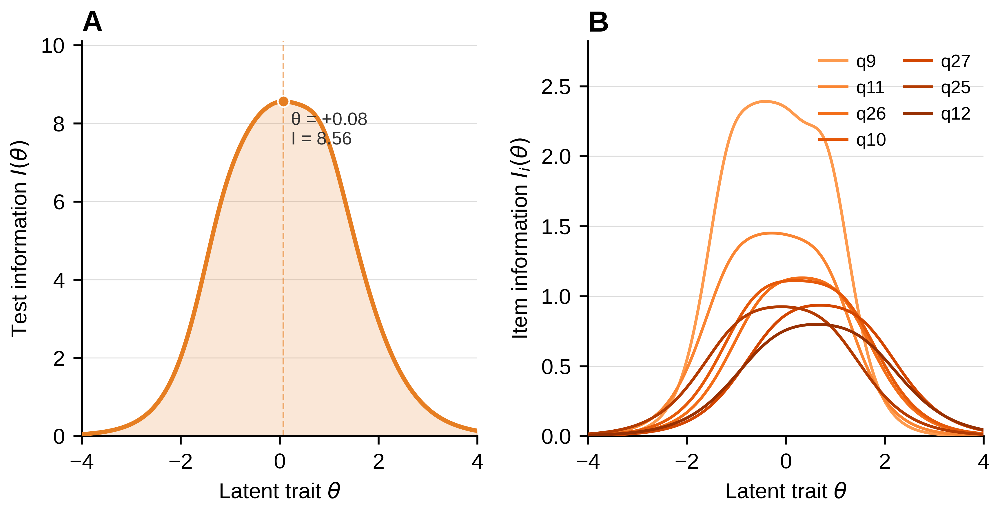 A
10
8
6
4
2
0
−4 −2 0 2 4
Test information I(θ)
Latent trait θ
θ = +0.08
I = 8.56
B
2.5
2.0
1.5
1.0
0.5
0.0
−4 −2 0 2 4
Item information Iᵢ(θ)
Latent trait θ
q9
q11
q26
q10
q27
q25
q12